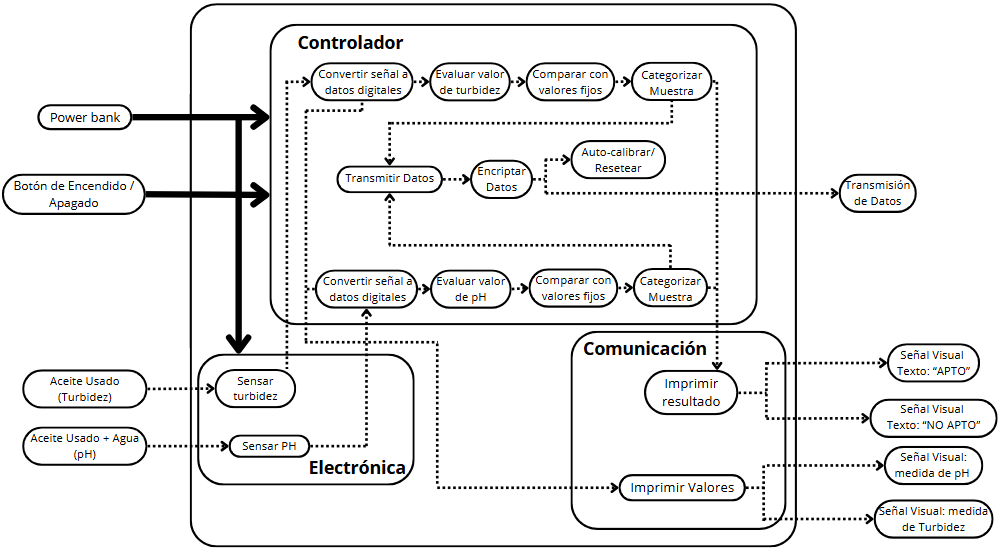 Controlador
Convertir señal a
datos digitales
Evaluar valor
de turbidez
Comparar con
valores fijos
Categorizar
Muestra
Power bank
Auto-calibrar/
Resetear
Transmitir Datos
Encriptar
Datos
Botón de Encendido /
Apagado
Transmisión
de Datos
Convertir señal a
datos digitales
Evaluar valor
de pH
Comparar con
valores fijos
Categorizar
Muestra
Comunicación
Señal Visual
Texto: “APTO”
Aceite Usado
(Turbidez)
Sensar
turbidez
Imprimir
resultado
Señal Visual
Texto: “NO APTO”
Aceite Usado + Agua
(pH)
Sensar PH
Electrónica
Señal Visual:
medida de pH
Imprimir Valores
Señal Visual: medida
de Turbidez